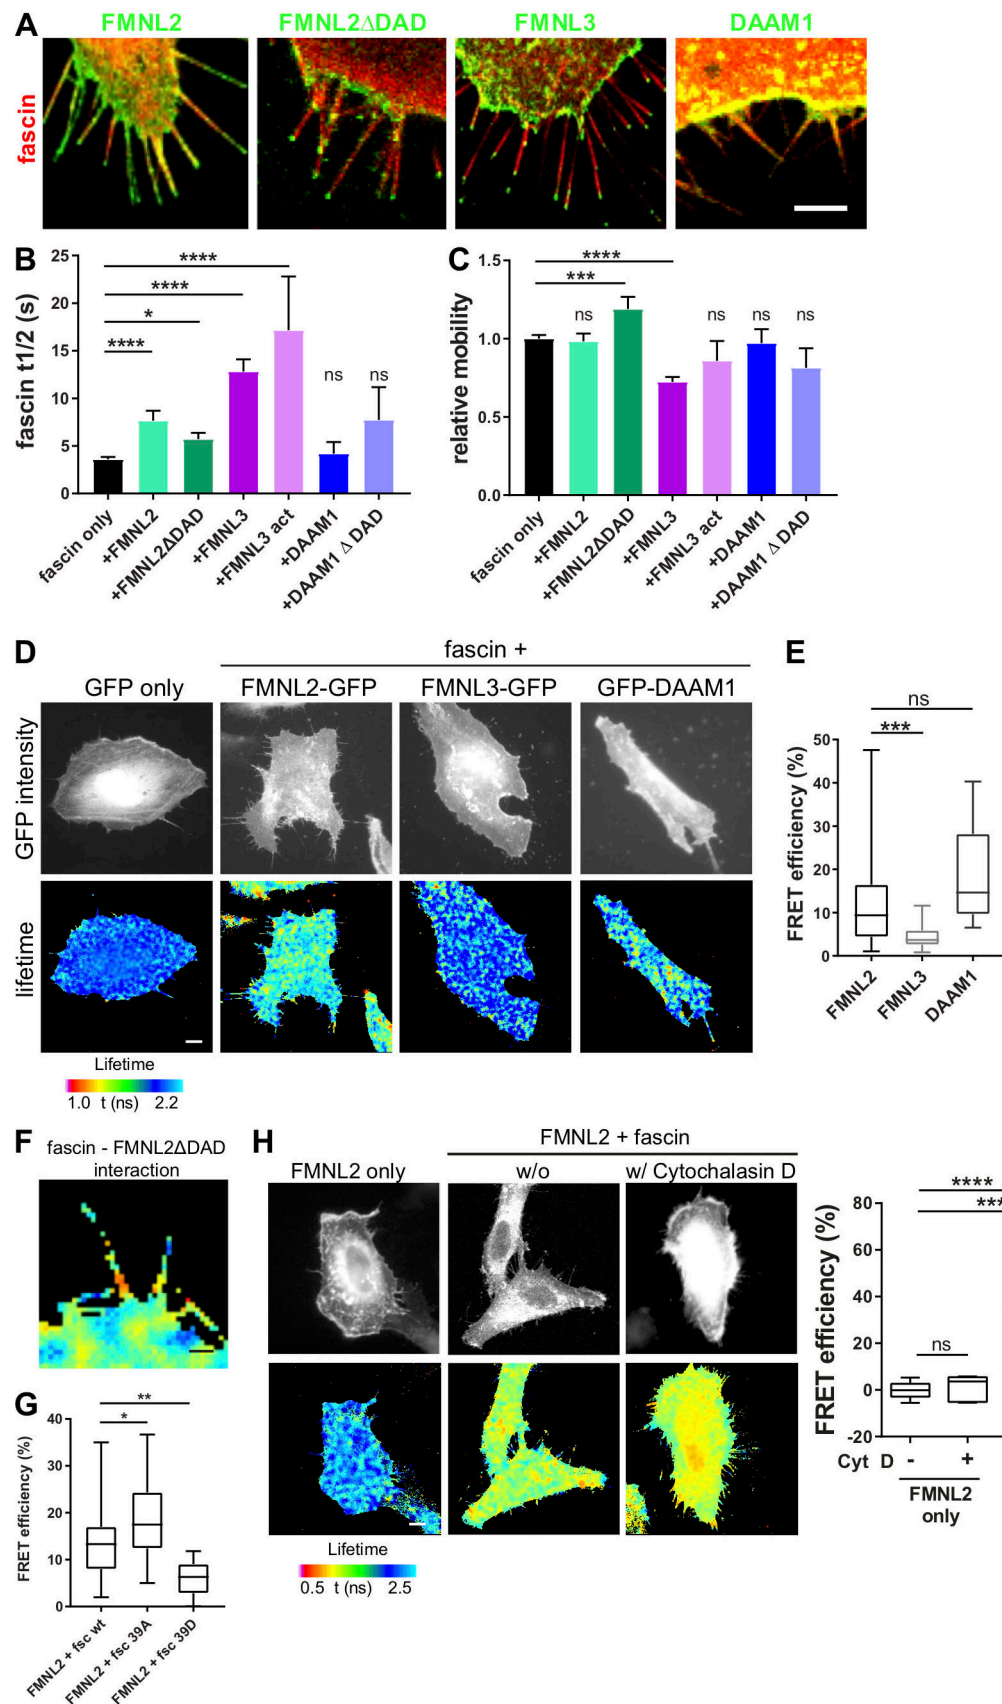 A
FMNL2
FMNL2ΔDAD
FMNL3
DAAM1
fascin
B
fascin t1/2 (s)
25
20
15
10
5
0
****
****
*
****
ns
ns
fascin only
+FMNL2
+FMNL2ΔDAD
+FMNL3
+FMNL3 act
+DAAM1
+DAAM1 Δ DAD
C
relative mobility
1.5
1.0
0.5
0.0
****
***
ns
ns
ns
ns
fascin only
+FMNL2
+FMNL2ΔDAD
+FMNL3
+FMNL3 act
+DAAM1
+DAAM1 Δ DAD
D
fascin +
GFP only
FMNL2-GFP
FMNL3-GFP
GFP-DAAM1
GFP intensity
lifetime
Lifetime
1.0 t (ns) 2.2
E
FRET efficiency (%)
50
40
30
20
10
0
ns
***
FMNL2
FMNL3
DAAM1
F
fascin - FMNL2ΔDAD
interaction
G
FRET efficiency (%)
40
30
20
10
0
**
*
FMNL2 + fsc wt
FMNL2 + fsc 39A
FMNL2 + fsc 39D
H
FMNL2 + fascin
FMNL2 only
w/o
w/ Cytochalasin D
Lifetime
0.5 t (ns) 2.5
FRET efficiency (%)
80
60
40
20
0
-20
****
***
ns
Cyt D - +
FMNL2
only